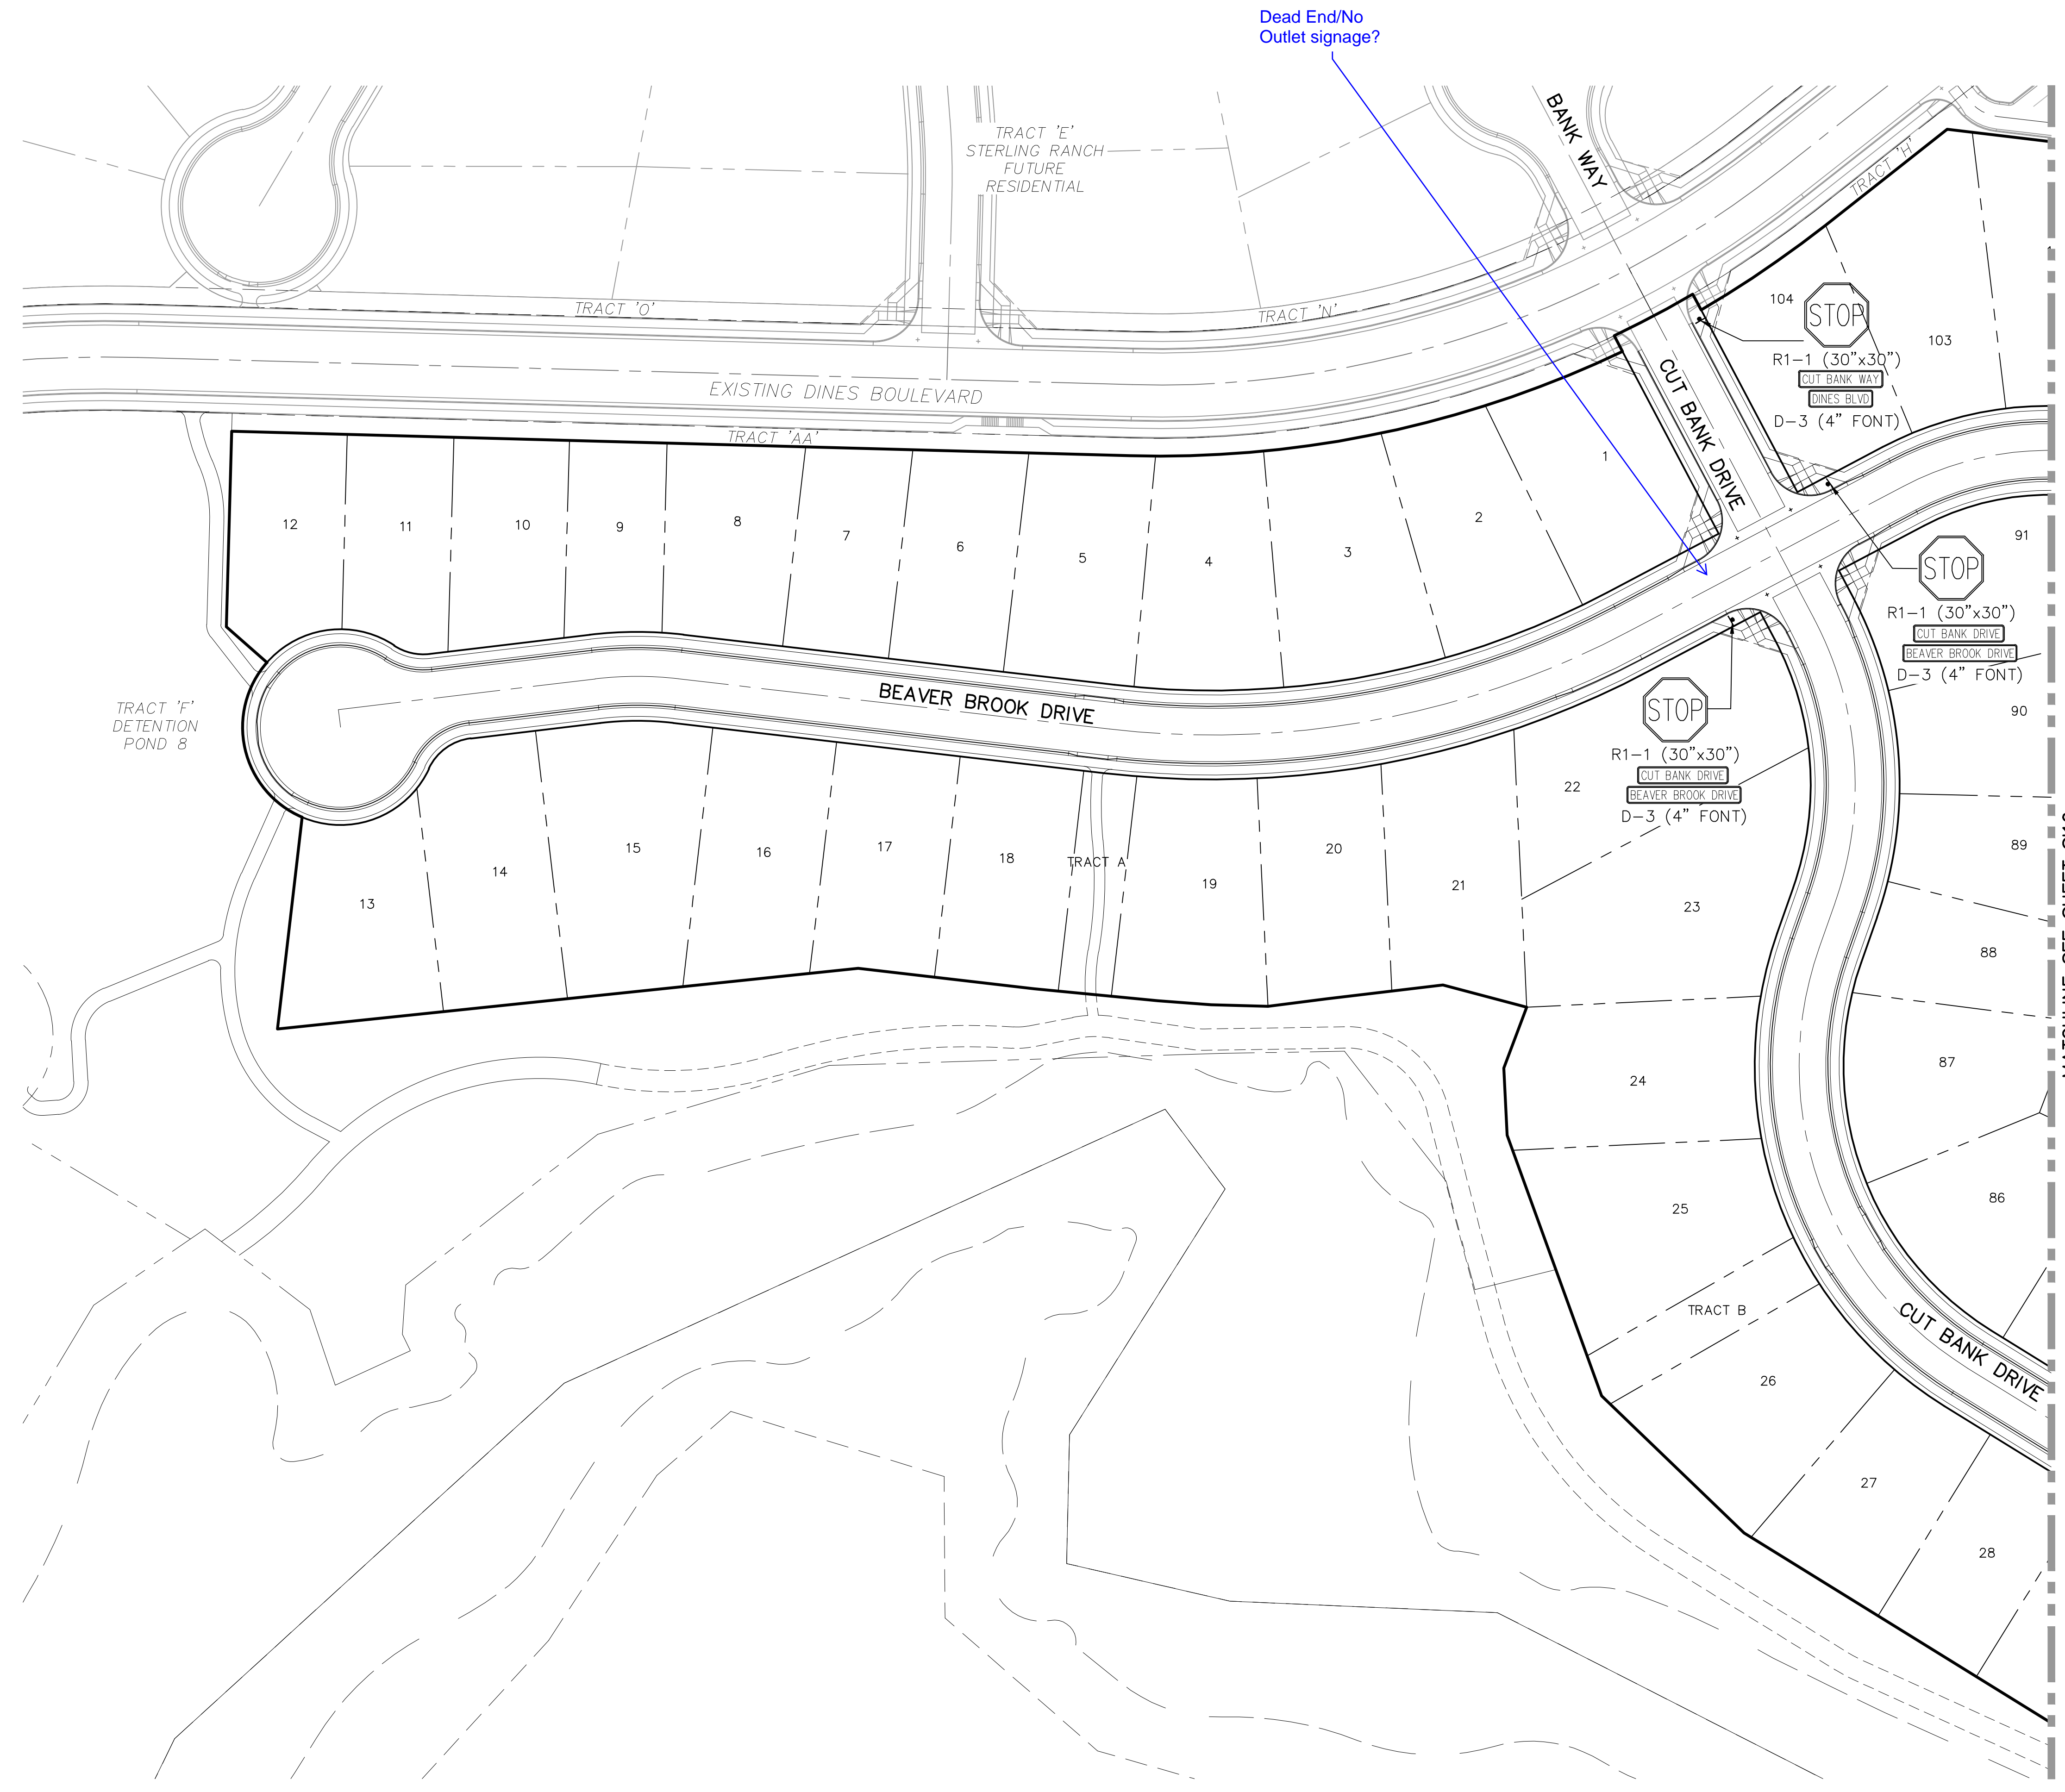 Dead End/No
Outlet signage?
BANK WAY
TRACT 'E'
STERLING RANCH
FUTURE
RESIDENTIAL
TRACT 'H'
TRACT 'O'
TRACT 'N'
104
STOP
R1-1 (30"x30")
CUT BANK WAY
DINES BLVD
D-3 (4" FONT)
103
EXISTING DINES BOULEVARD
CUT BANK DRIVE
TRACT 'AA'
1
2
3
4
5
6
7
8
9
10
11
12
91
STOP
R1-1 (30"x30")
CUT BANK DRIVE
BEAVER BROOK DRIVE
D-3 (4" FONT)
90
BEAVER BROOK DRIVE
STOP
R1-1 (30"x30")
CUT BANK DRIVE
BEAVER BROOK DRIVE
D-3 (4" FONT)
TRACT 'F'
DETENTION
POND 8
22
13
14
15
16
17
18
TRACT A
19
20
21
23
89
88
87
24
86
25
TRACT B
CUT BANK DRIVE
26
27
28